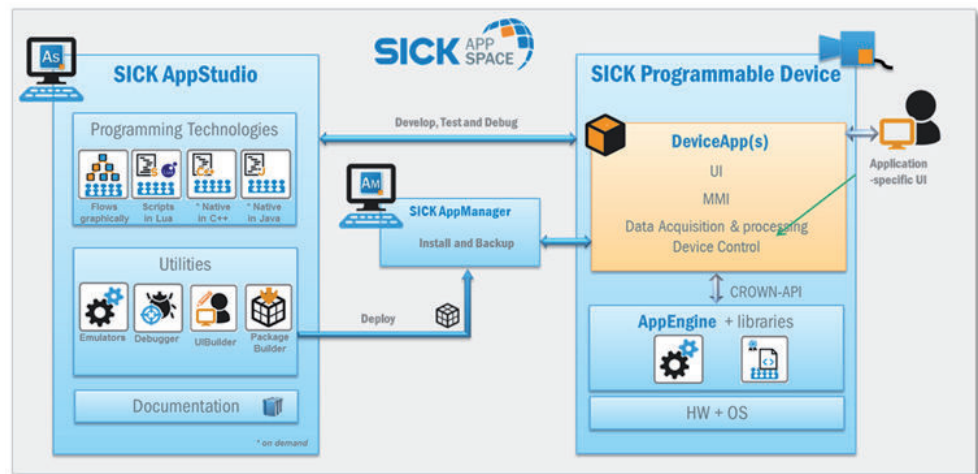 SICK APP
SPACE
As
SICK AppStudio
Programming Technologies
Flows
graphically
Scripts
in Lua
* Native
in C++
* Native
in Java
Utilities
Emulators
Debugger
UIBuilder
Package
Builder
Documentation
* on demand
Develop, Test and Debug
AM
SICK AppManager
Install and Backup
Deploy
SICK Programmable Device
DeviceApp(s)
UI
MMI
Data Acquisition & processing
Device Control
Application
-specific UI
CROWN-API
AppEngine + libraries
HW + OS